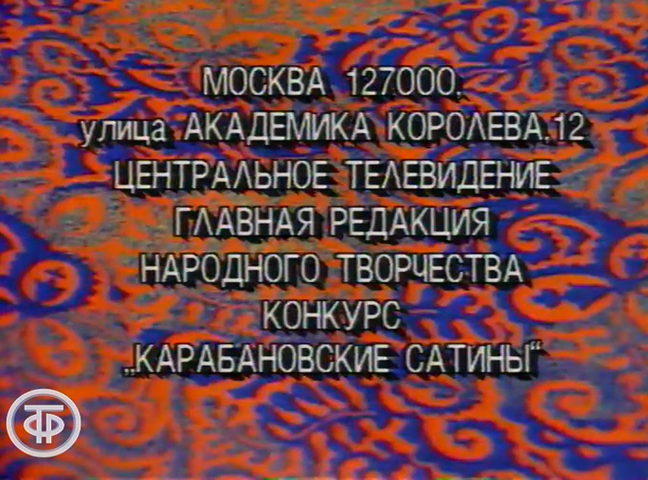 МОСКВА 127000,
улица АКАДЕМИКА КОРОЛЕВА,12
ЦЕНТРАЛЬНОЕ ТЕЛЕВИДЕНИЕ
ГЛАВНАЯ РЕДАКЦИЯ
НАРОДНОГО ТВОРЧЕСТВА
КОНКУРС
„КАРАБАНОВСКИЕ САТИНЫ“